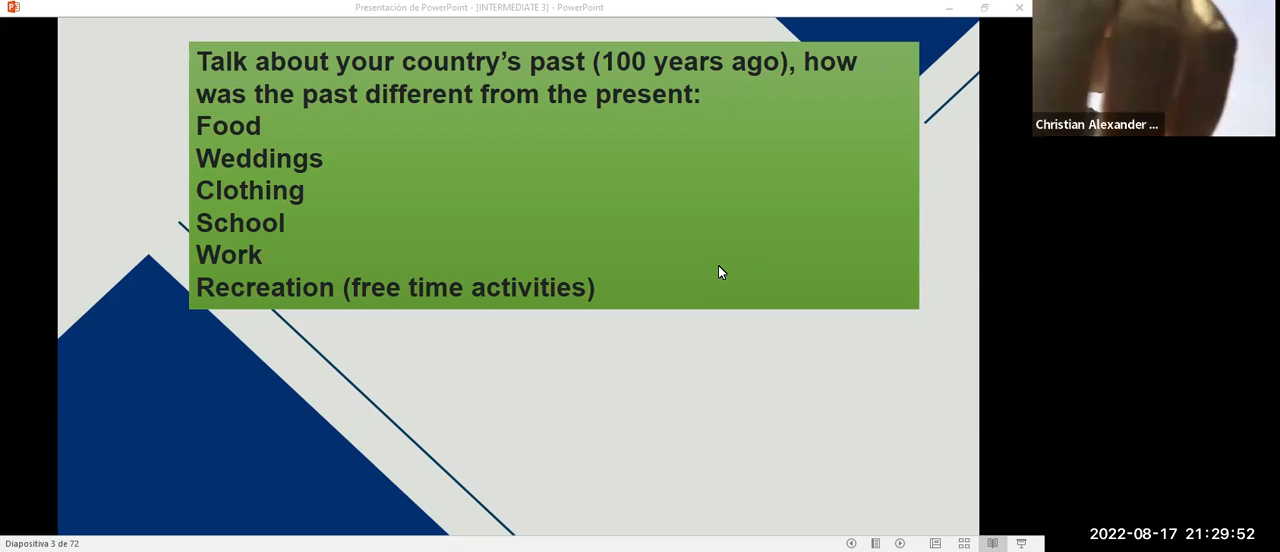 Presentación de PowerPoint - [INTERMEDIATE 3] - PowerPoint
Talk about your country’s past (100 years ago), how
was the past different from the present:
Food
Weddings
Clothing
School
Work
Recreation (free time activities)
Christian Alexander ...
2022-08-17 21:29:52
Diapositiva 3 de 72